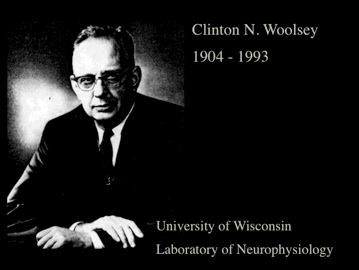 Clinton N. Woolsey
1904 - 1993
University of Wisconsin
Laboratory of Neurophysiology